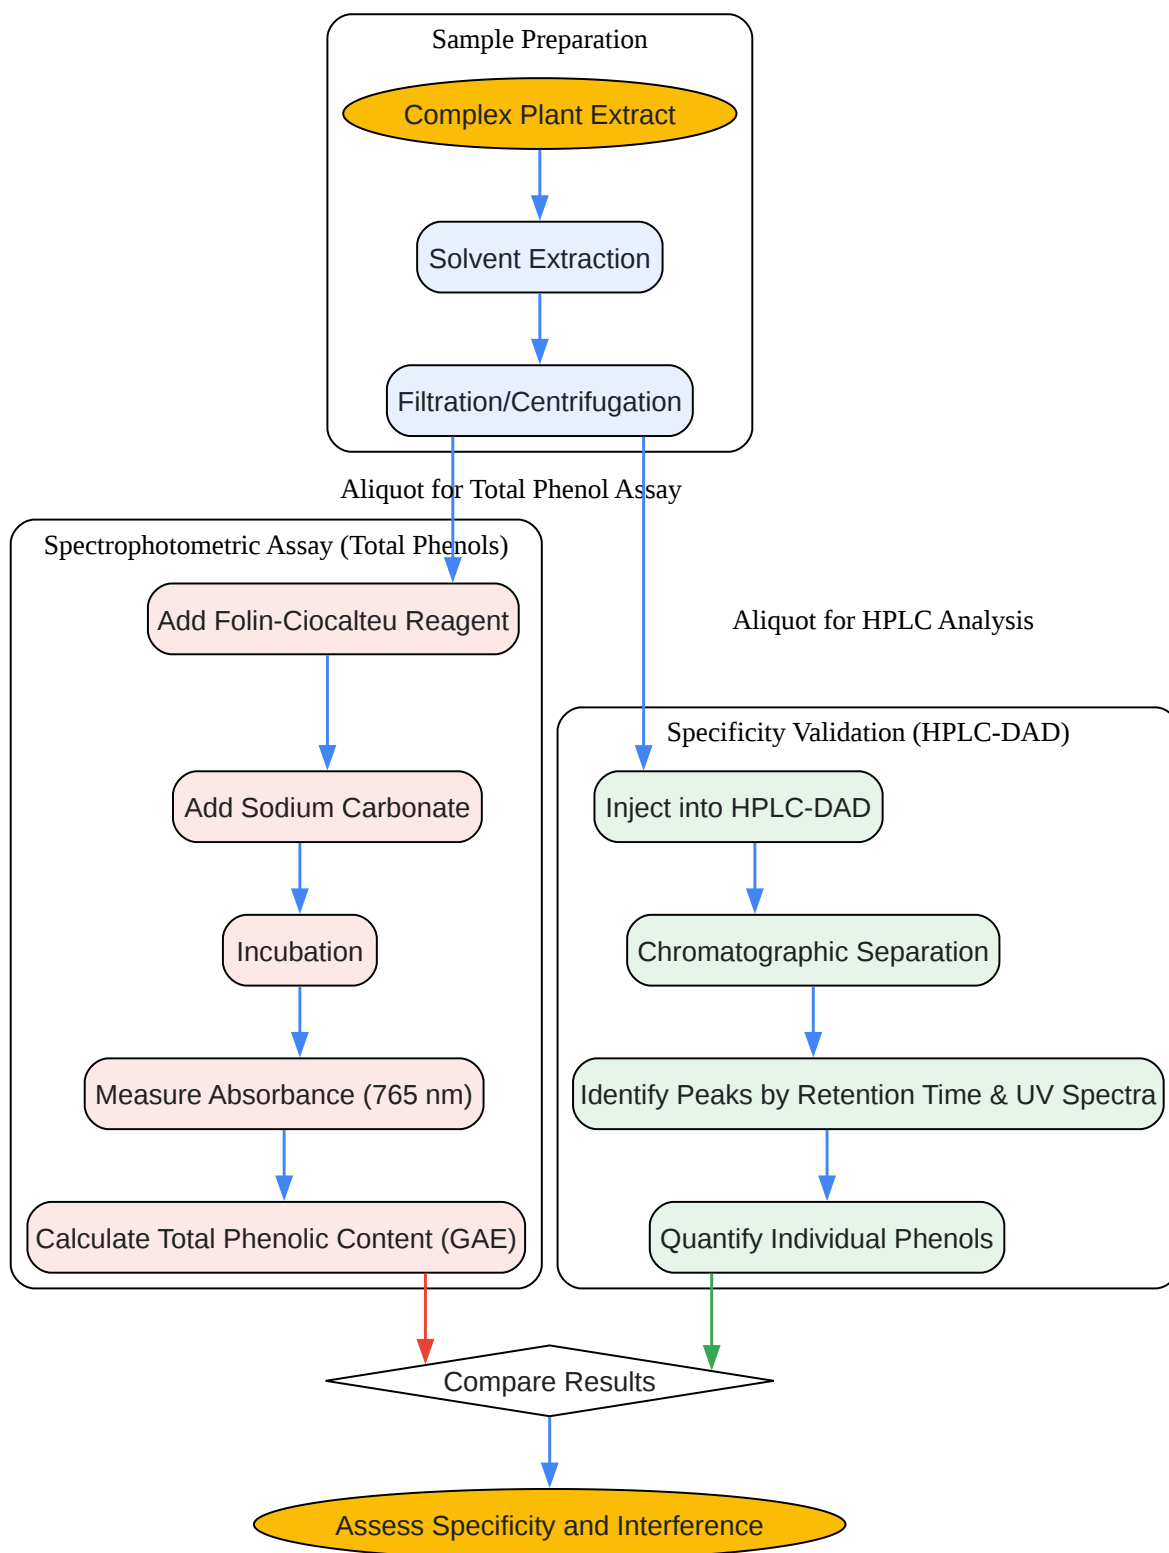 Sample Preparation
Complex Plant Extract
Solvent Extraction
Filtration/Centrifugation
Aliquot for Total Phenol Assay
Spectrophotometric Assay (Total Phenols)
Add Folin-Ciocalteu Reagent
Add Sodium Carbonate
Incubation
Measure Absorbance (765 nm)
Calculate Total Phenolic Content (GAE)
Aliquot for HPLC Analysis
Specificity Validation (HPLC-DAD)
Inject into HPLC-DAD
Chromatographic Separation
Identify Peaks by Retention Time & UV Spectra
Quantify Individual Phenols
Compare Results
Assess Specificity and Interference